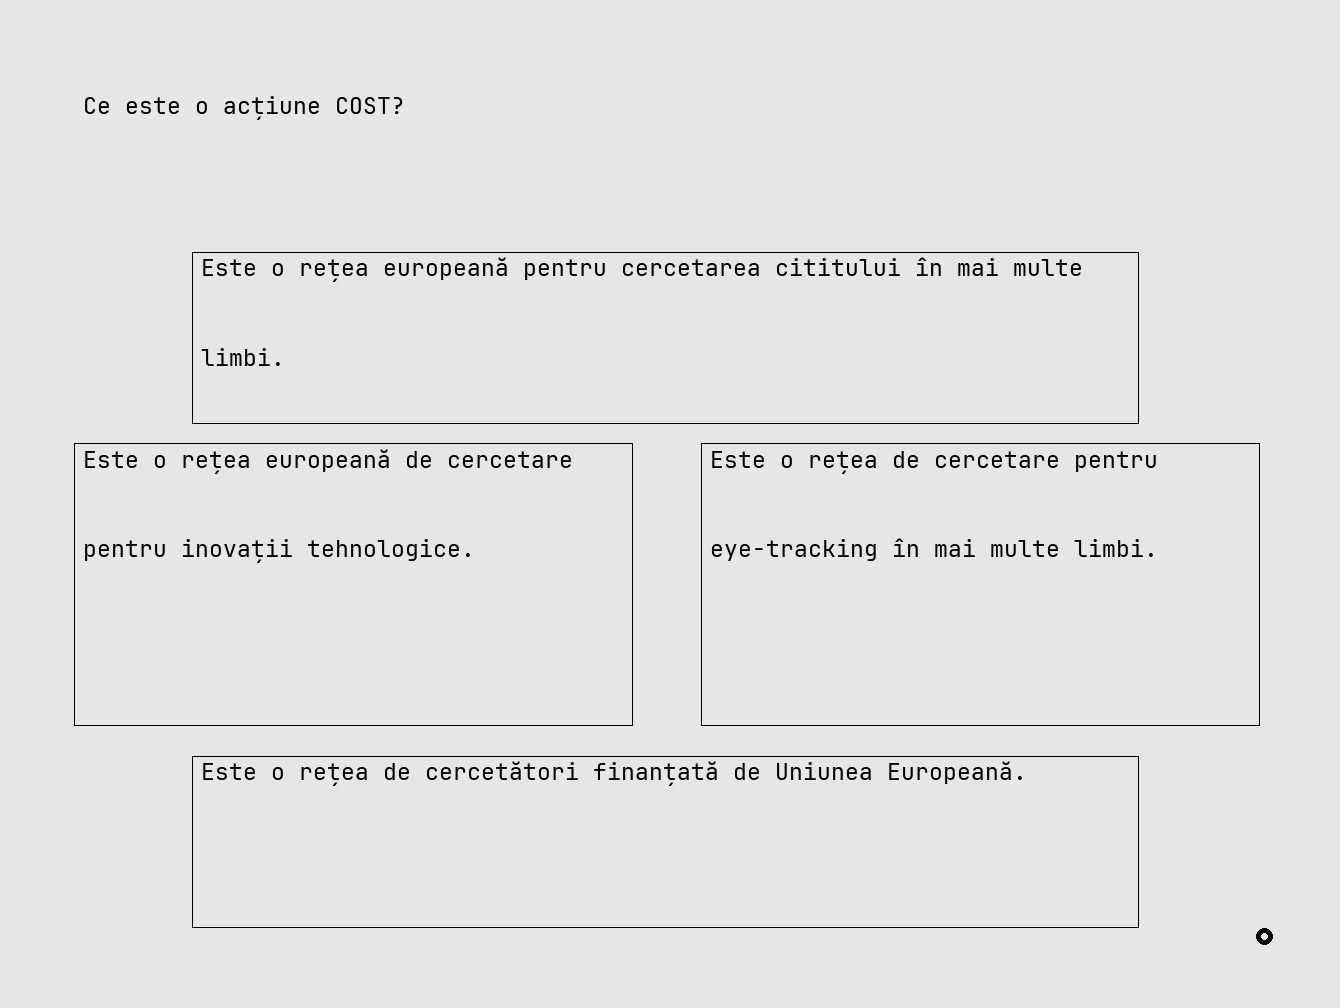 Ce este o acțiune COST?
Este o rețea europeană pentru cercetarea cititului în mai multe
limbi.
Este o rețea europeană de cercetare
pentru inovații tehnologice.
Este o rețea de cercetare pentru
eye-tracking în mai multe limbi.
Este o rețea de cercetători finanțată de Uniunea Europeană.